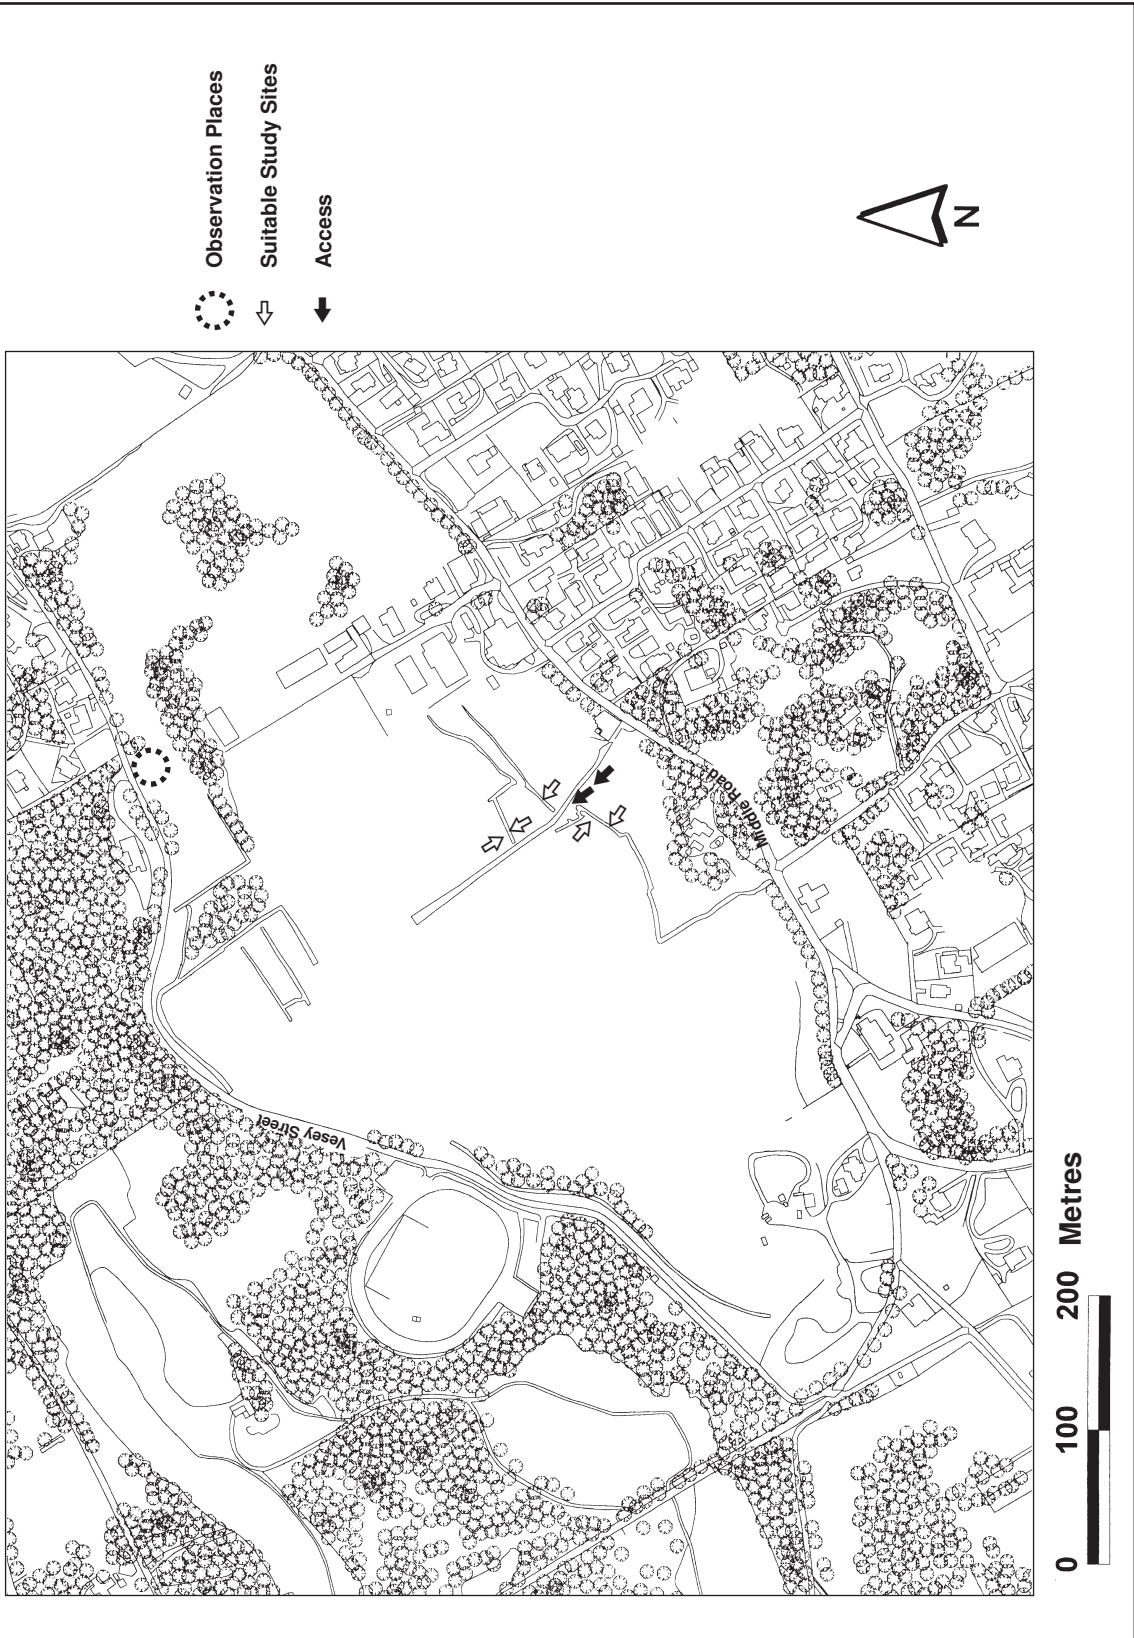 Observation Places
Suitable Study Sites
Access
N
Middle Road
Vesey Street
0 100 200 Metres